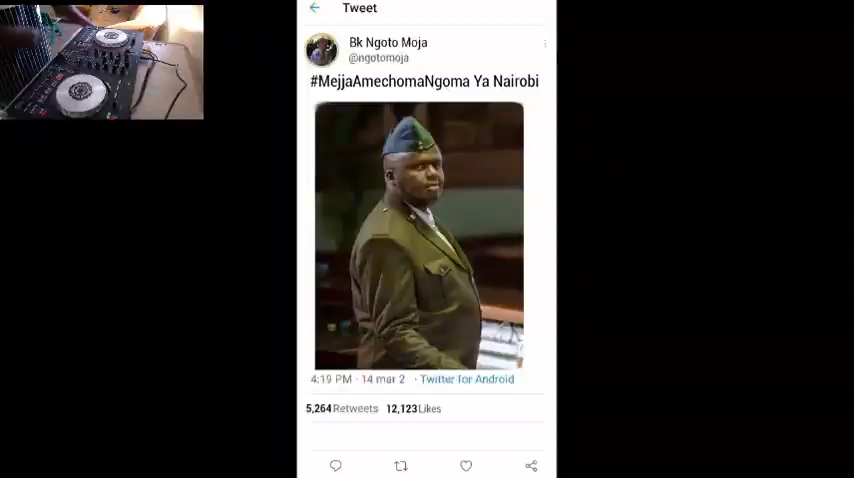 Tweet
Bk Ngoto Moja
@ngotomoja
#MejjaAmechomaNgoma Ya Nairobi
4:19 PM · 14 mar 2 · Twitter for Android
5,264 Retweets 12,123 Likes